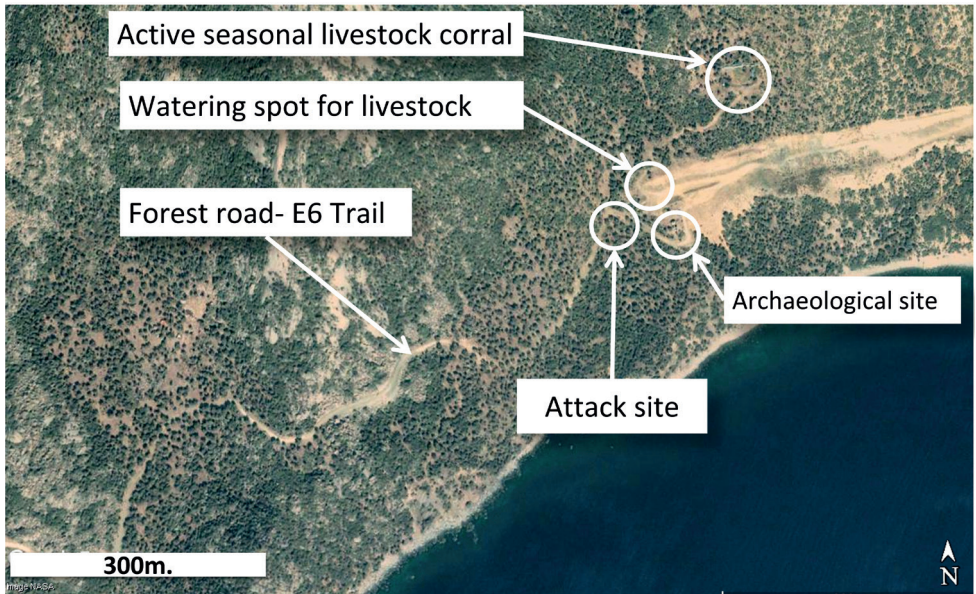 Active seasonal livestock corral
Watering spot for livestock
Forest road- E6 Trail
Archaeological site
Attack site
300m.
N
Image NASA